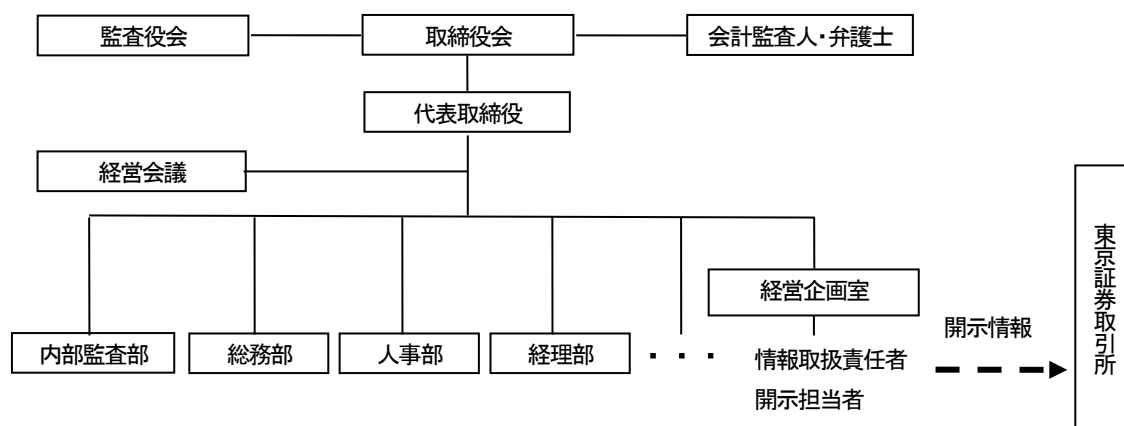 監査役会
取締役会
会計監査人・弁護士
代表取締役
経営会議
経営企画室
東京証券取引所
開示情報
内部監査部
総務部
人事部
経理部
・・・
情報取扱責任者
開示担当者